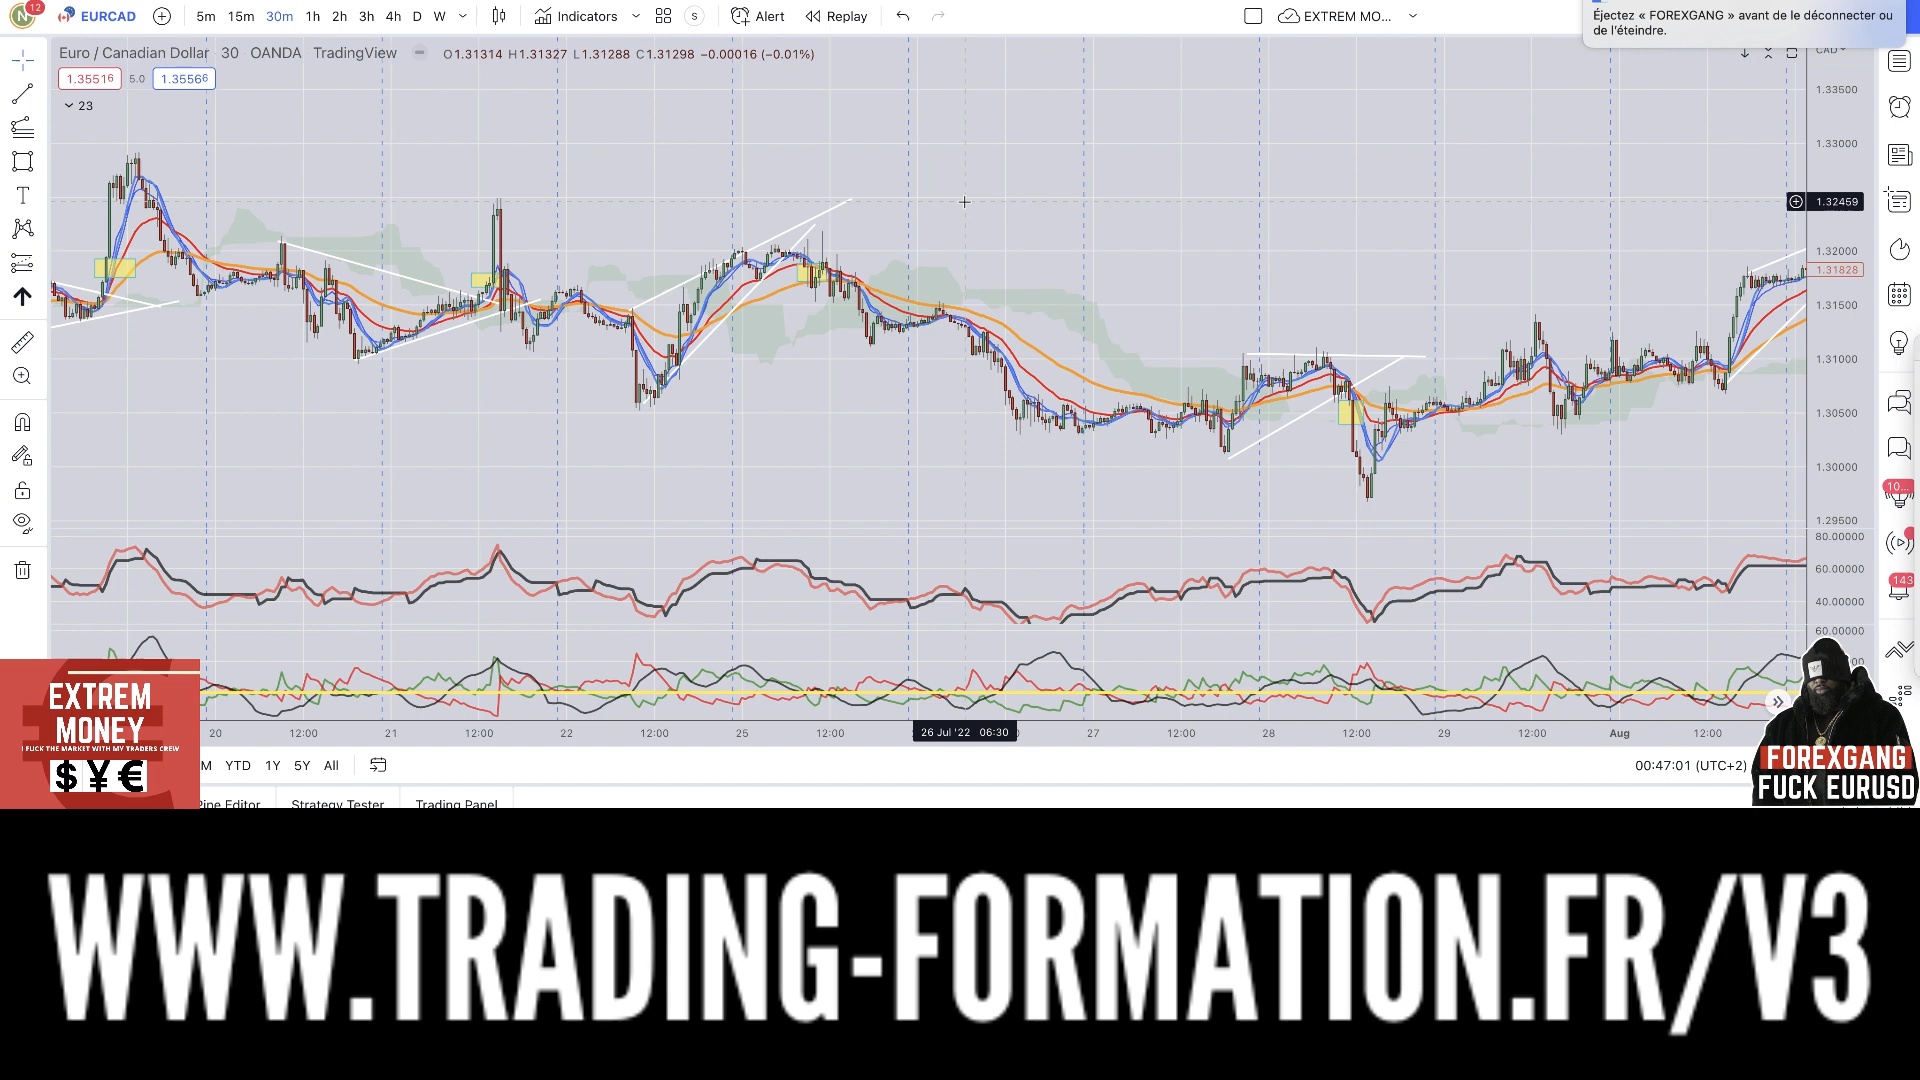 12
EURCAD
5m 15m 30m 1h 2h 3h 4h D W
Indicators
S
Alert
Replay
EXTREM MO...
Éjectez « FOREXGANG » avant de le déconnecter ou
de l'éteindre.
Euro / Canadian Dollar 30 OANDA TradingView
O1.31314 H1.31327 L1.31288 C1.31298 −0.00016 (−0.01%)
CAD
1.35516 5.0 1.35566
23
1.33500
1.33000
1.32459
1.32000
1.31828
1.31500
1.31000
1.30500
1.30000
1.29500
80.00000
60.00000
40.00000
60.00000
10...
143
EXTREM
MONEY
I FUCK THE MARKET WITH MY TRADERS CREW
$ ¥ €
20 12:00 21 12:00 22 12:00 25 12:00 26 Jul '22 06:30 27 12:00 28 12:00 29 12:00 Aug 12:00
M YTD 1Y 5Y All
00:47:01 (UTC+2)
Pine Editor Strategy Tester Trading Panel
FOREXGANG
FUCK EURUSD
WWW.TRADING-FORMATION.FR/V3